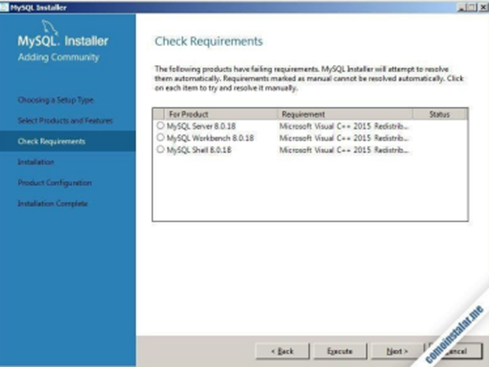 MySQL Installer
MySQL. Installer
Adding Community
Choosing a Setup Type
Select Products and Features
Check Requirements
Installation
Product Configuration
Installation Complete
Check Requirements
The following products have failing requirements. MySQL Installer will attempt to resolve
them automatically. Requirements marked as manual cannot be resolved automatically. Click
on each item to try and resolve it manually.
For Product Requirement Status
MySQL Server 8.0.18 Microsoft Visual C++ 2015 Redistrib...
MySQL Workbench 8.0.18 Microsoft Visual C++ 2015 Redistrib...
MySQL Shell 8.0.18 Microsoft Visual C++ 2015 Redistrib...
< Back Execute Next > Cancel
comoinstalar.me